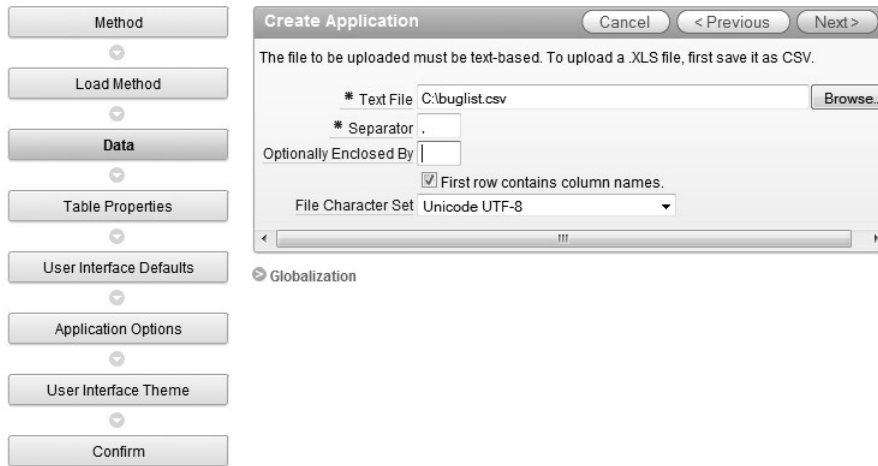 Method
Load Method
Data
Table Properties
User Interface Defaults
Application Options
User Interface Theme
Confirm
Create Application Cancel < Previous Next >
The file to be uploaded must be text-based. To upload a .XLS file, first save it as CSV.
* Text File C:\buglist.csv Browse..
* Separator .
Optionally Enclosed By
First row contains column names.
File Character Set Unicode UTF-8
Globalization